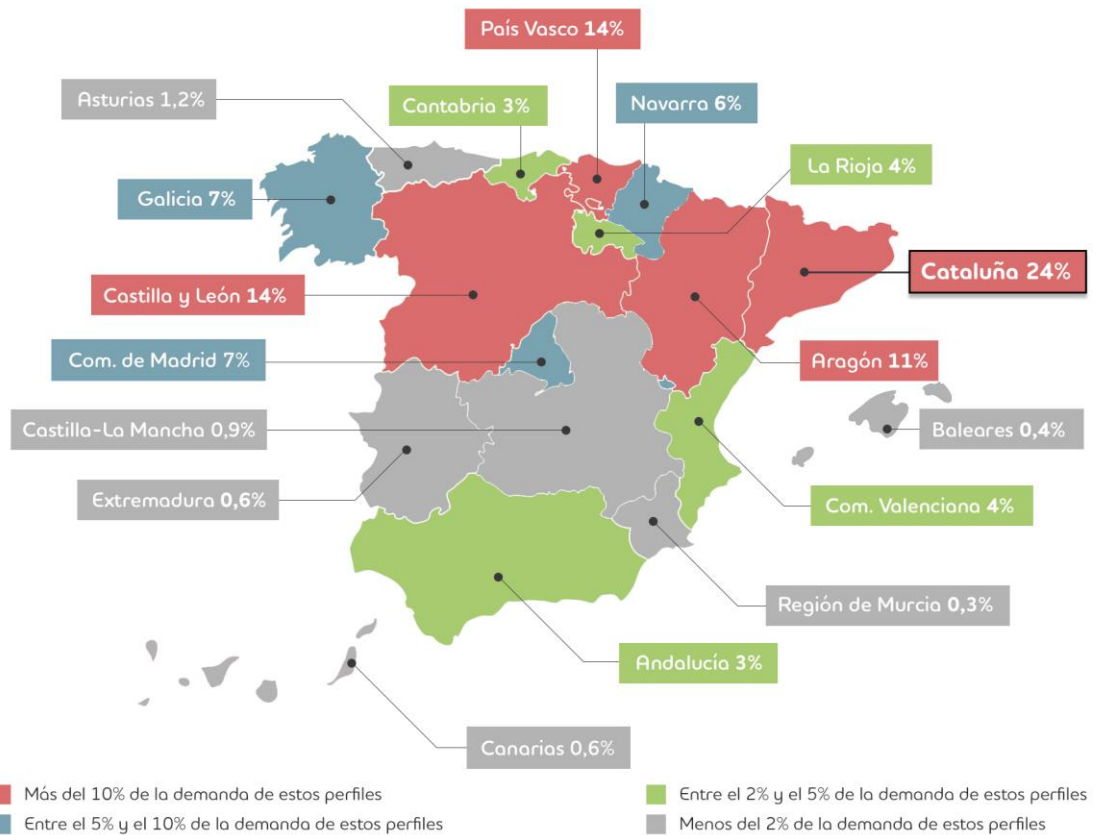 País Vasco 14%
Asturias 1,2%
Cantabria 3%
Navarra 6%
La Rioja 4%
Galicia 7%
Cataluña 24%
Castilla y León 14%
Com. de Madrid 7%
Aragón 11%
Castilla-La Mancha 0,9%
Baleares 0,4%
Extremadura 0,6%
Com. Valenciana 4%
Región de Murcia 0,3%
Andalucía 3%
Canarias 0,6%
Más del 10% de la demanda de estos perfiles
Entre el 5% y el 10% de la demanda de estos perfiles
Entre el 2% y el 5% de la demanda de estos perfiles
Menos del 2% de la demanda de estos perfiles